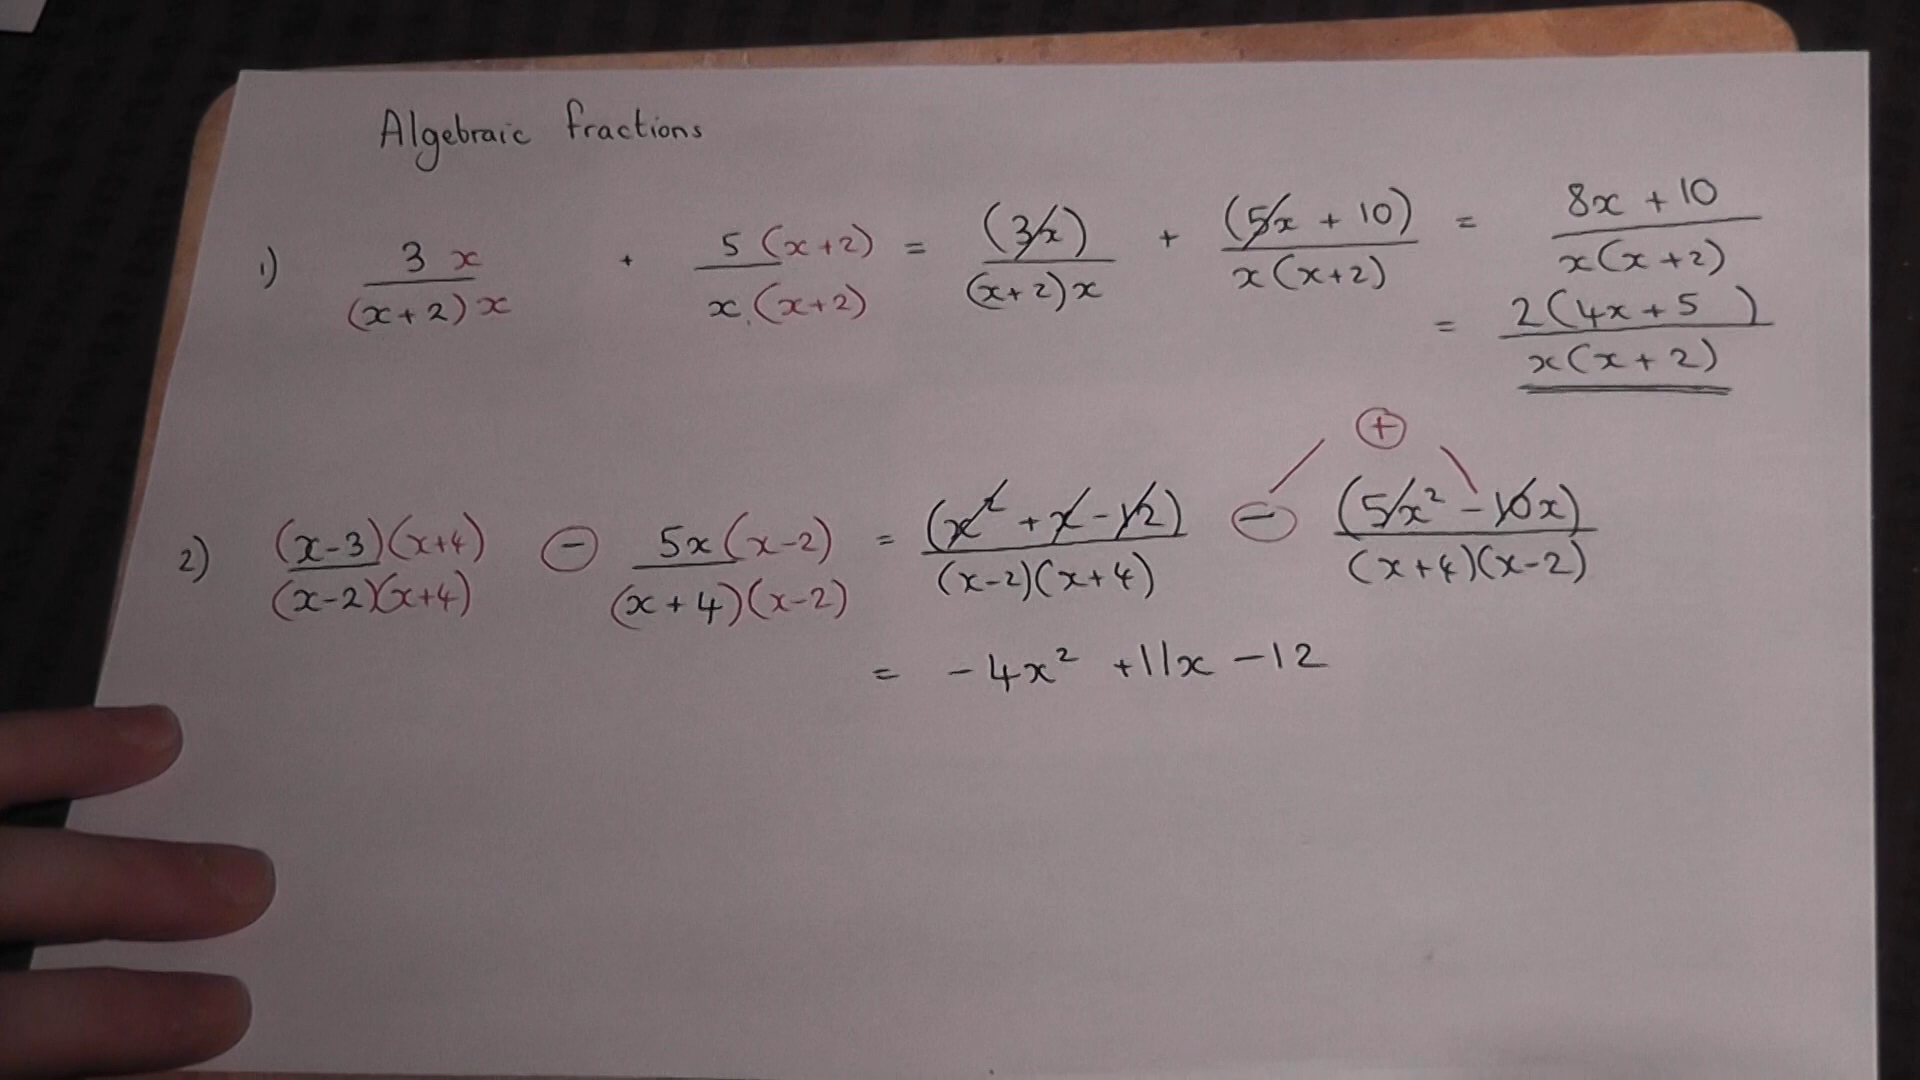 Algebraic fractions
1) 3 x / (x+2) x + 5 (x+2) / x.(x+2) = (3x) / (x+2)x + (5x + 10) / x(x+2) = 8x + 10 / x(x+2)
= 2(4x+5 ) / x(x+2)
+
2) (x-3)(x+4) / (x-2)(x+4) - 5x(x-2) / (x+4)(x-2) = (x² + x - 12) / (x-2)(x+4) - (5x² - 10x) / (x+4)(x-2)
= -4x² +11x -12